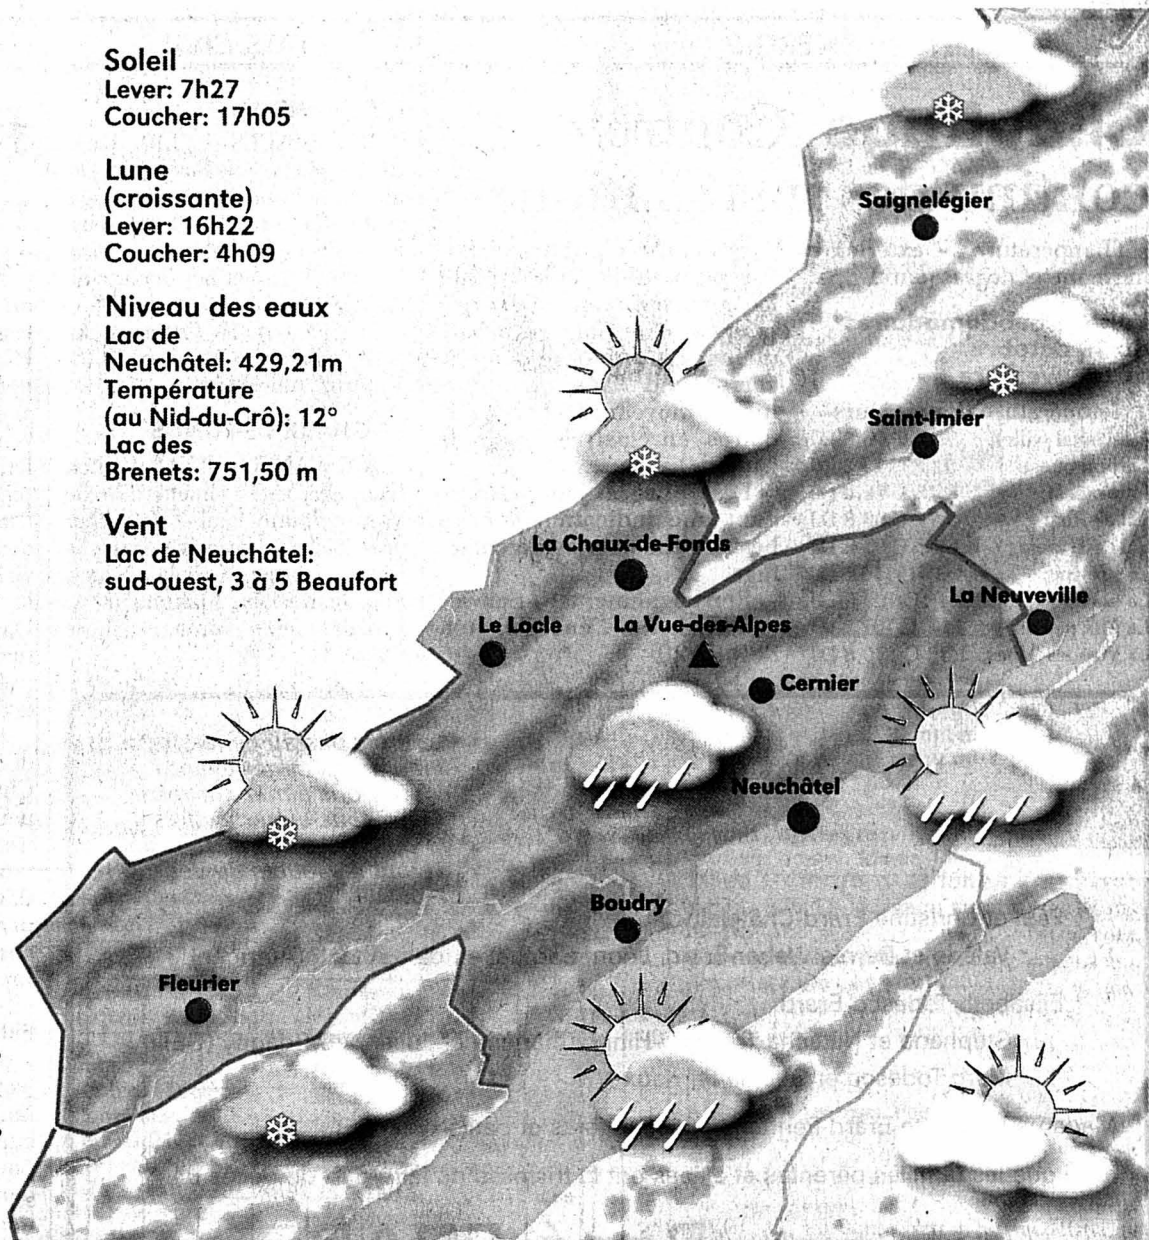 Soleil
Lever: 7h27
Coucher: 17h05
Lune
(croissante)
Lever: 16h22
Coucher: 4h09
Niveau des eaux
Lac de
Neuchâtel: 429,21m
Température
(au Nid-du-Crô): 12°
Lac des
Brenets: 751,50 m
Vent
Lac de Neuchâtel:
sud-ouest, 3 à 5 Beaufort
Saignelégier
Saint-Imier
La Chaux-de-Fonds
La Neuveville
Le Locle
La Vue-des-Alpes
Cernier
Neuchâtel
Boudry
Fleurier